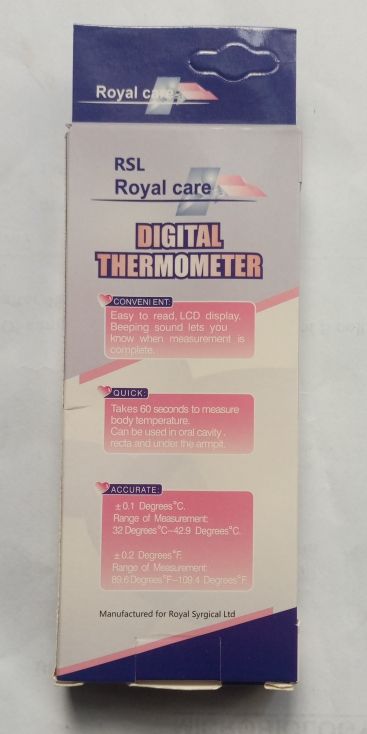 Royal care
RSL
Royal care
DIGITAL
THERMOMETER
CONVENIENT:
Easy to read, LCD display.
Beeping sound lets you
know when measurement is
complete.
QUICK:
Takes 60 seconds to measure
body temperature.
Can be used in oral cavity,
recta and under the armpit.
ACCURATE:
±0.1 Degrees°C.
Range of Measurement:
32 Degrees°C~42.9 Degrees°C.
±0.2 Degrees°F.
Range of Measurement:
89.6 Degrees°F~109.4 Degrees°F.
Manufactured for Royal Syrgical Ltd